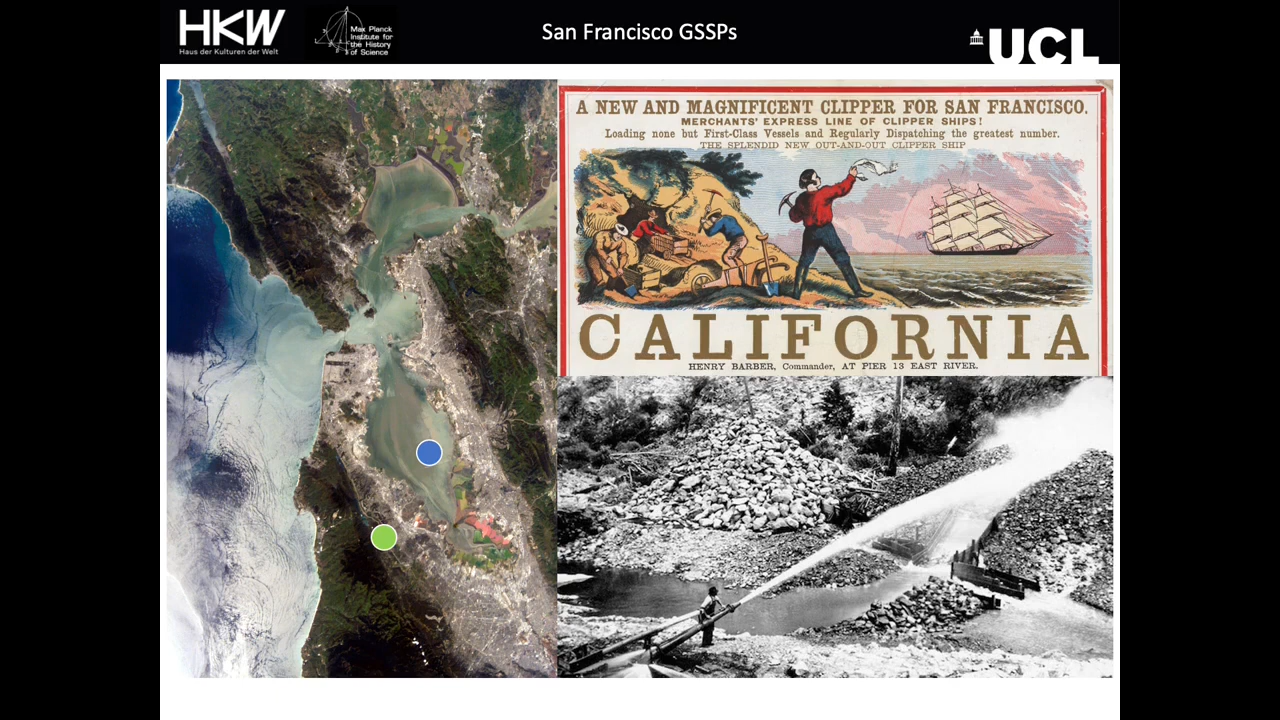 HKW
Haus der Kulturen der Welt
Max Planck
Institute for
the History
of Science
San Francisco GSSPs
UCL
A NEW AND MAGNIFICENT CLIPPER FOR SAN FRANCISCO.
MERCHANTS' EXPRESS LINE OF CLIPPER SHIPS!
Loading none but First-Class Vessels and Regularly Dispatching the greatest number.
THE SPLENDID NEW OUT-AND-OUT CLIPPER SHIP
CALIFORNIA
HENRY BARBER, Commander, AT PIER 13 EAST RIVER.